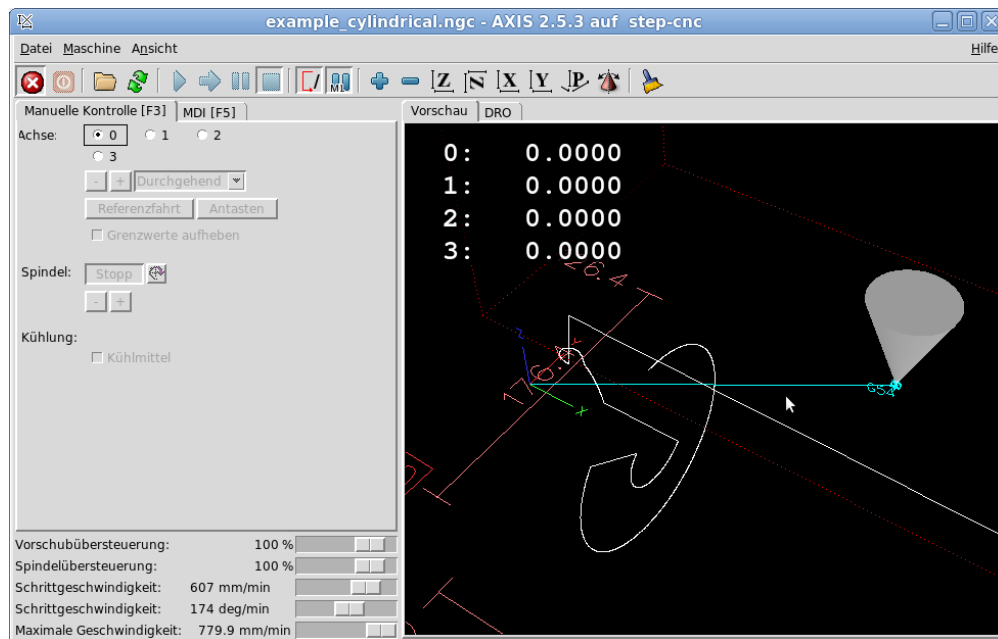 example_cylindrical.ngc - AXIS 2.5.3 auf step-cnc
Datei Maschine Ansicht Hilfe
M1 Z N X Y P
Manuelle Kontrolle [F3] MDI [F5]
Vorschau DRO
Achse: 0 1 2
3
- + Durchgehend
Referenzfahrt Antasten
Grenzwerte aufheben
Spindel: Stopp
- +
Kühlung:
Kühlmittel
Vorschubübersteuerung: 100 %
Spindelübersteuerung: 100 %
Schrittgeschwindigkeit: 607 mm/min
Schrittgeschwindigkeit: 174 deg/min
Maximale Geschwindigkeit: 779.9 mm/min
0: 0.0000
1: 0.0000
2: 0.0000
3: 0.0000
26.4
Z
X
G54